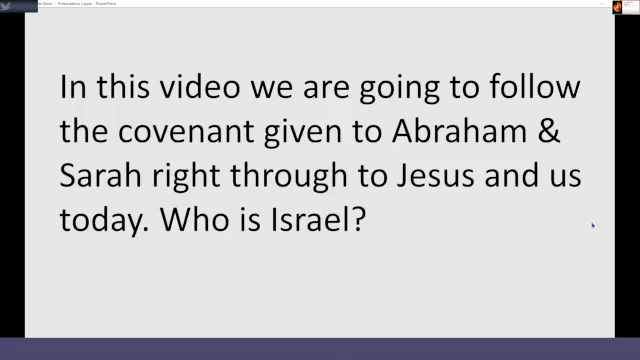 In this video we are going to follow
the covenant given to Abraham &
Sarah right through to Jesus and us
today. Who is Israel?